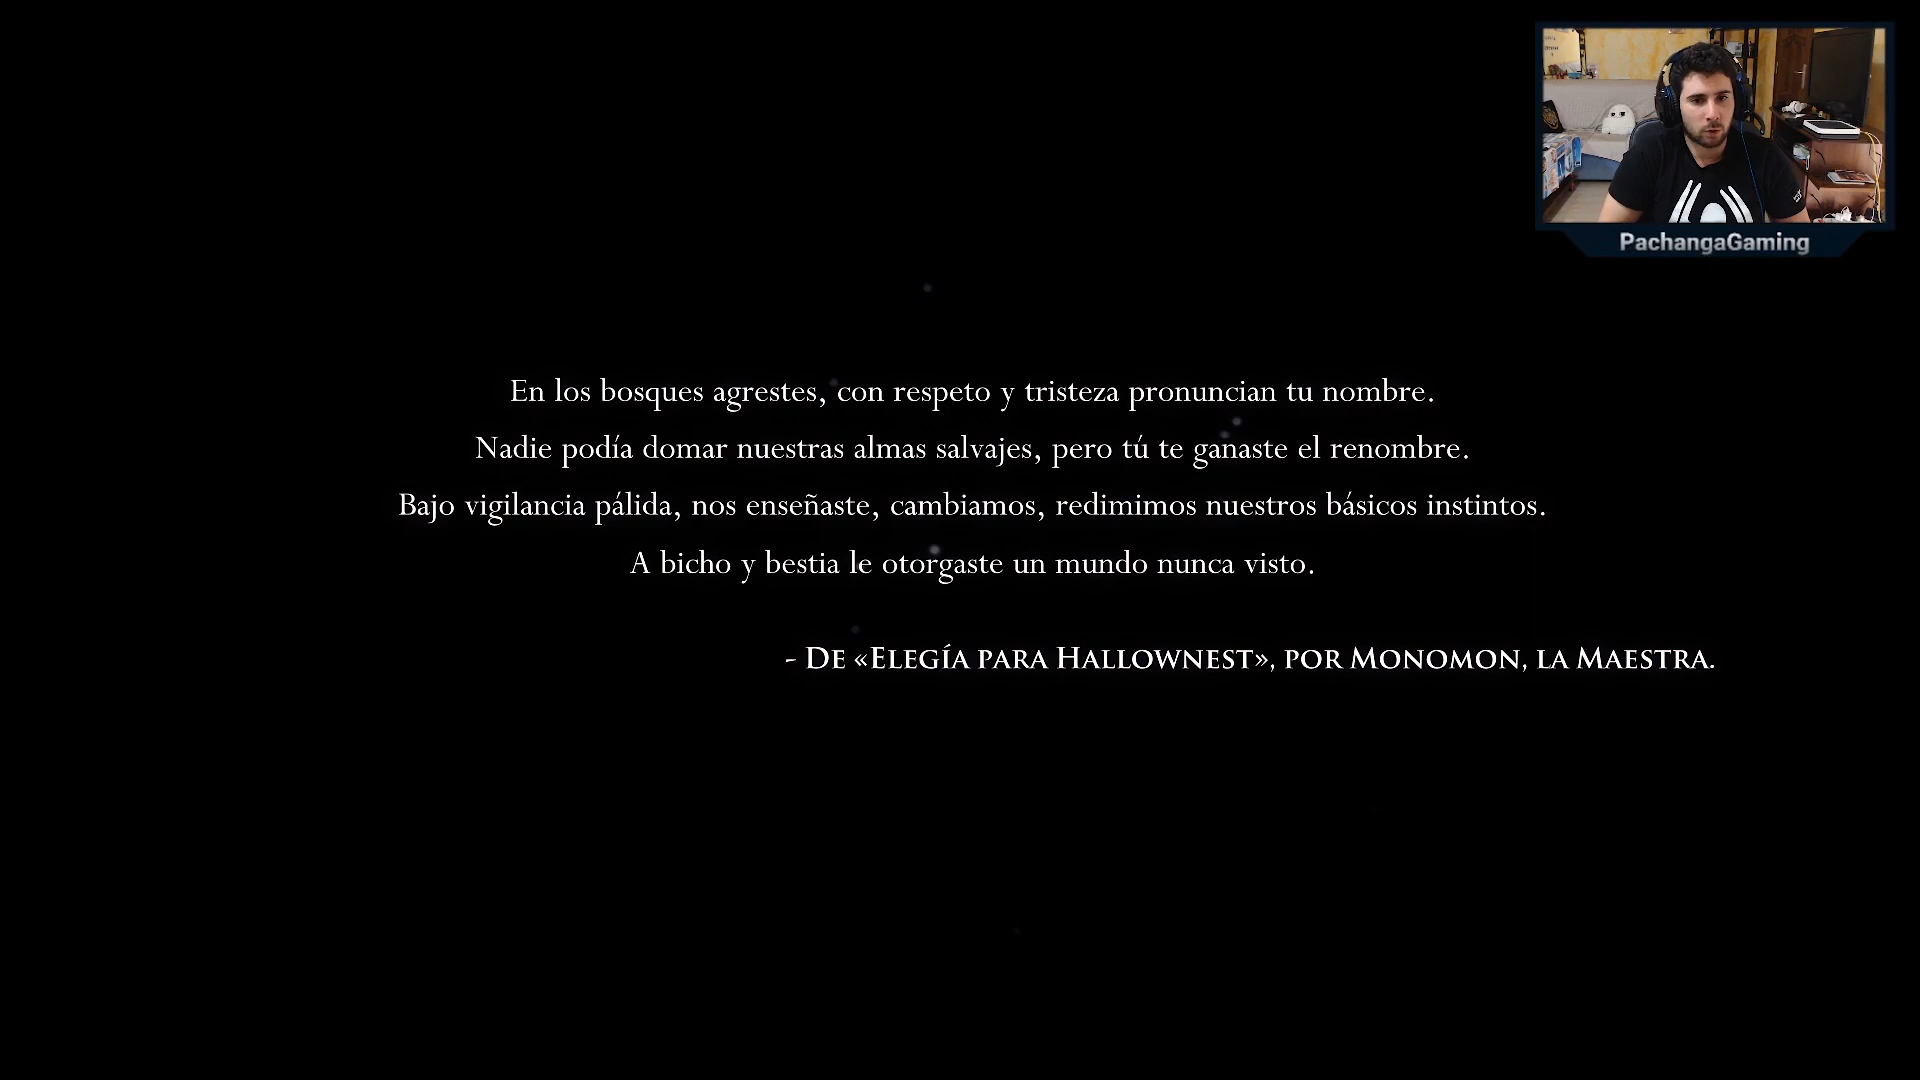 PachangaGaming
En los bosques agrestes, con respeto y tristeza pronuncian tu nombre.
Nadie podía domar nuestras almas salvajes, pero tú te ganaste el renombre.
Bajo vigilancia pálida, nos enseñaste, cambiamos, redimimos nuestros básicos instintos.
A bicho y bestia le otorgaste un mundo nunca visto.
- De «Elegía para Hallownest», por Monomon, la Maestra.